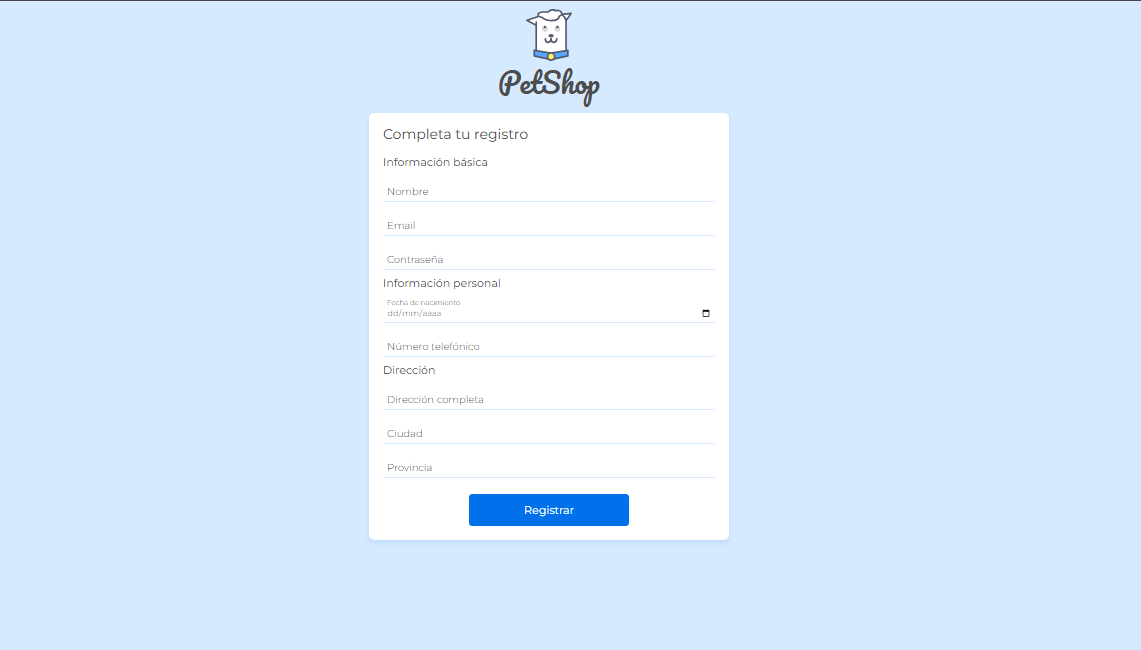 PetShop
Completa tu registro
Información básica
Nombre
Email
Contraseña
Información personal
Fecha de nacimiento
dd/mm/aaaa
Número telefónico
Dirección
Dirección completa
Ciudad
Provincia
Registrar